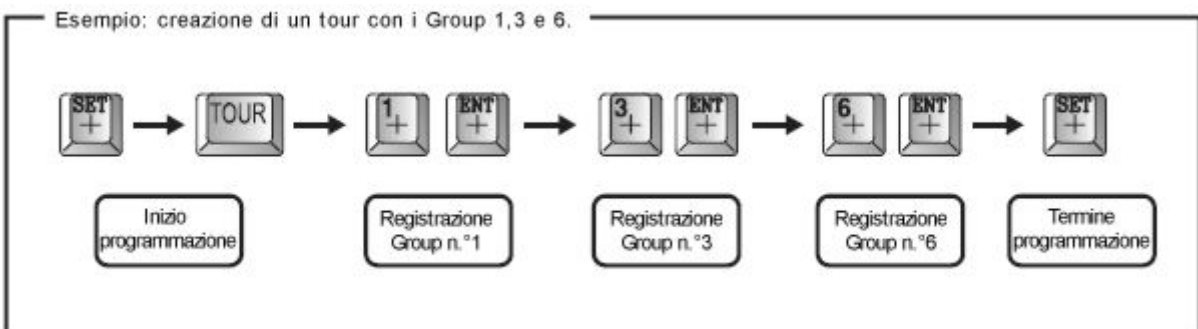 Esempio: creazione di un tour con i Group 1,3 e 6.
SET TOUR 1 ENT 3 ENT 6 ENT SET
Inizio
programmazione
Registrazione
Group n.°1
Registrazione
Group n.°3
Registrazione
Group n.°6
Termine
programmazione